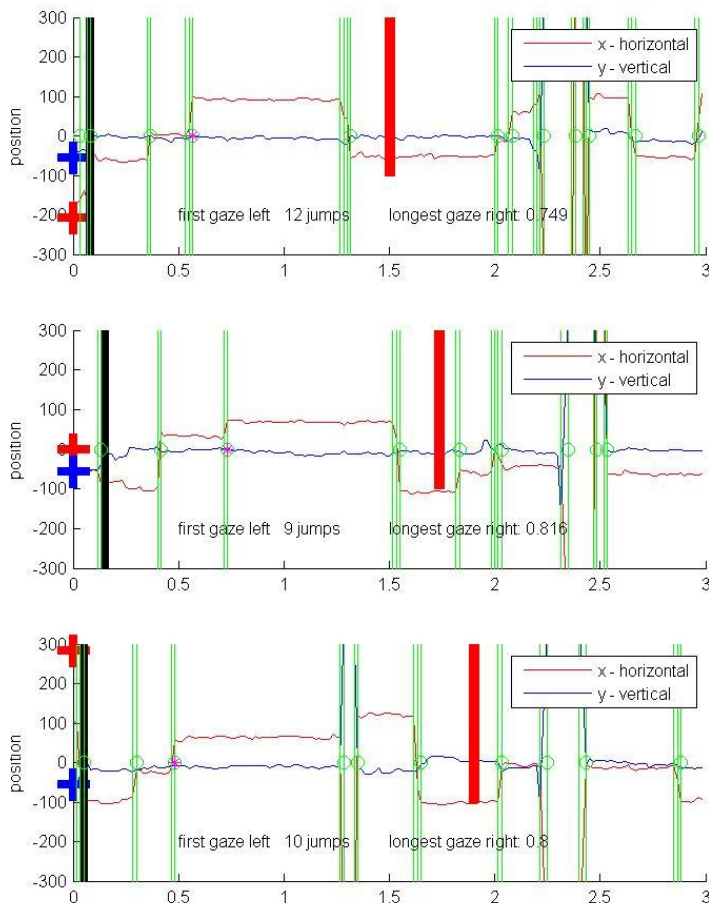 300
x - horizontal
200
y - vertical
100
position
0
-100
-200
first gaze left 12 jumps longest gaze right: 0.749
-300
0 0.5 1 1.5 2 2.5 3
300
x - horizontal
200
y - vertical
100
position
0
-100
-200
first gaze left 9 jumps longest gaze right: 0.816
-300
0 0.5 1 1.5 2 2.5 3
300
x - horizontal
200
y - vertical
100
position
0
-100
-200
first gaze left 10 jumps longest gaze right: 0.8
-300
0 0.5 1 1.5 2 2.5 3